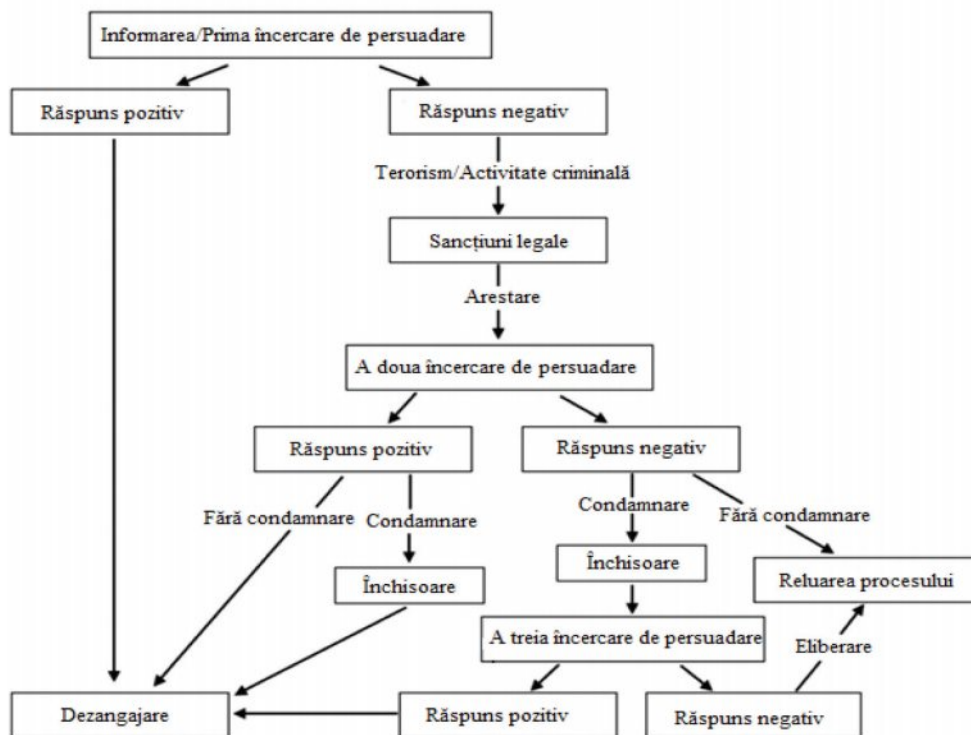 Informarea/Prima încercare de persuadare
Răspuns pozitiv
Răspuns negativ
Terorism/Activitate criminală
Sancțiuni legale
Arestare
A doua încercare de persuadare
Răspuns pozitiv
Răspuns negativ
Fără condamnare
Condamnare
Condamnare
Fără condamnare
Închisoare
Închisoare
Reluarea procesului
A treia încercare de persuadare
Eliberare
Dezangajare
Răspuns pozitiv
Răspuns negativ